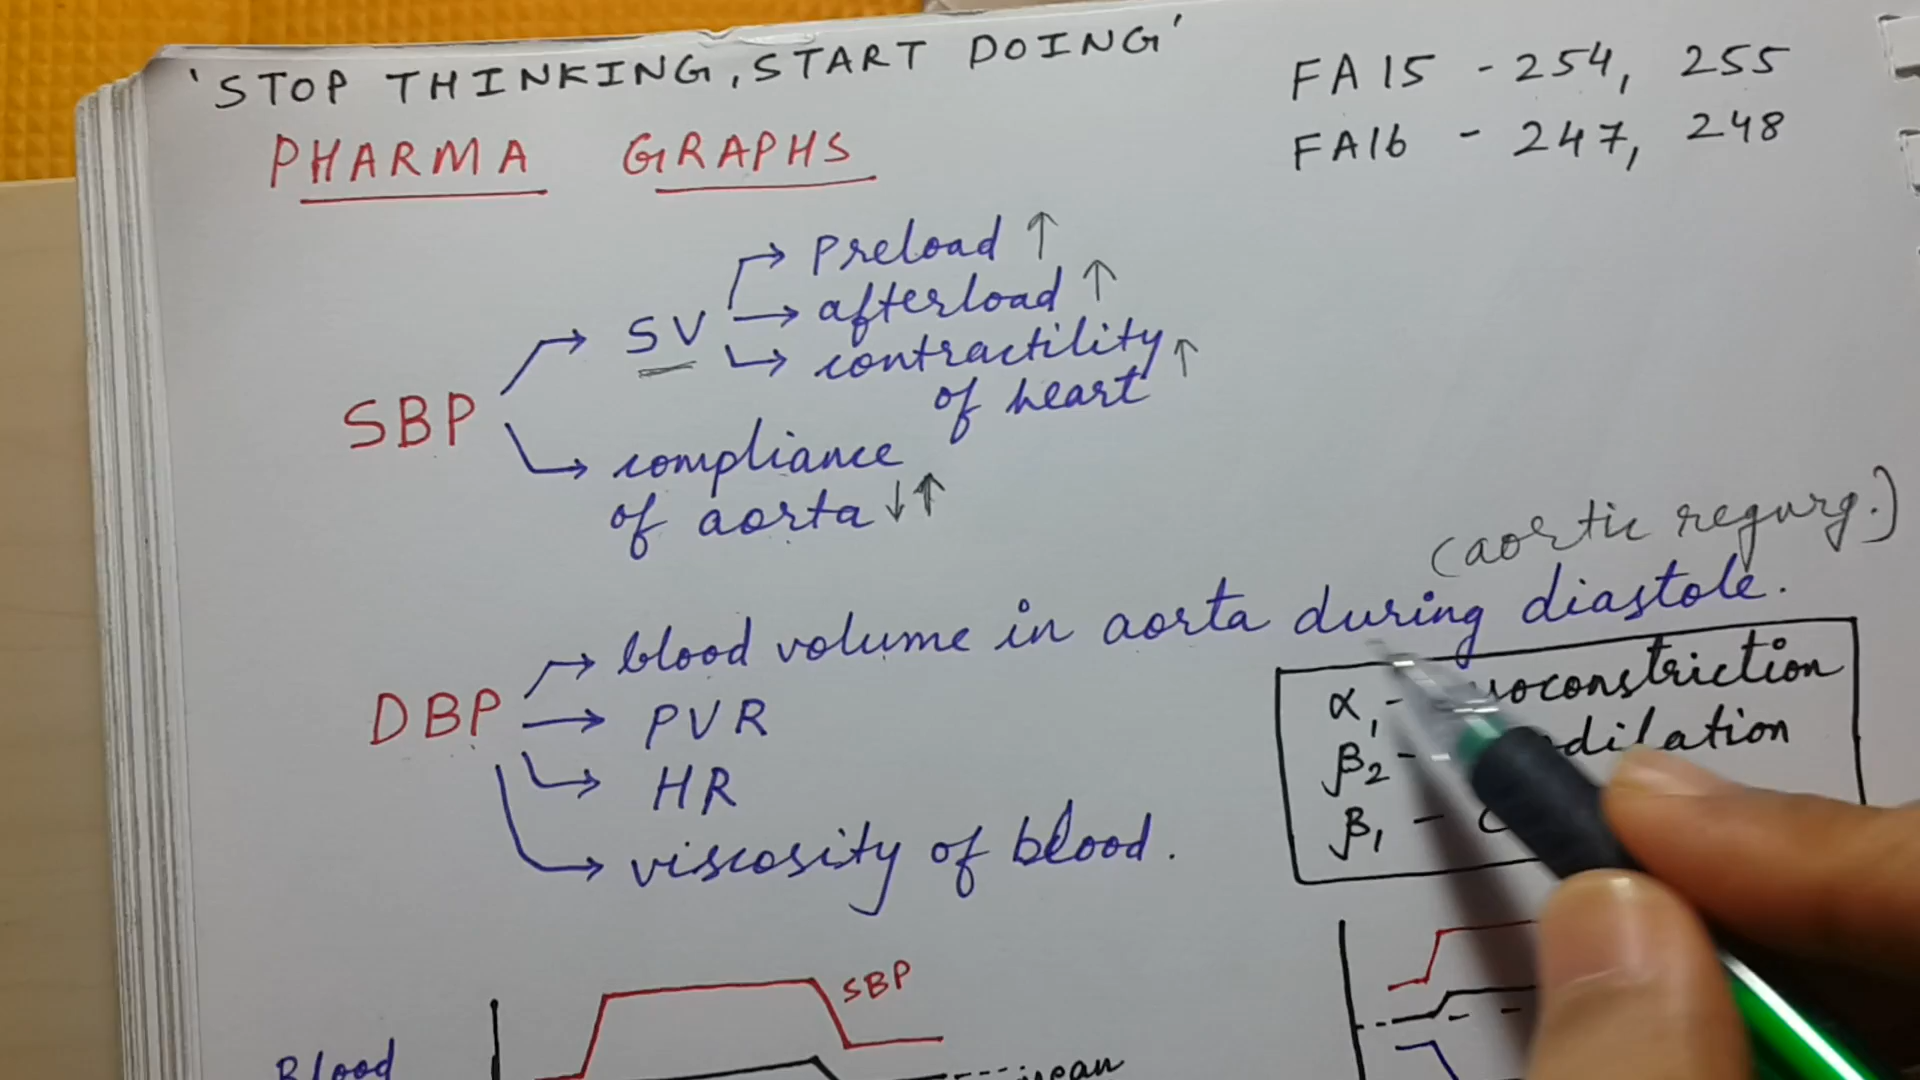 'STOP THINKING, START DOING'
FA15 - 254, 255
FA16 - 247, 248
PHARMA GRAPHS
SBP
→ SV
→ Preload ↑
→ afterload ↑
→ contractility
of heart ↑
→ compliance
of aorta ↓↑
(aortic regurg.)
DBP
→ blood volume in aorta during diastole.
→ PVR
→ HR
→ viscosity of blood.
α₁ -
β₂ -
β₁ -
SBP
Blood